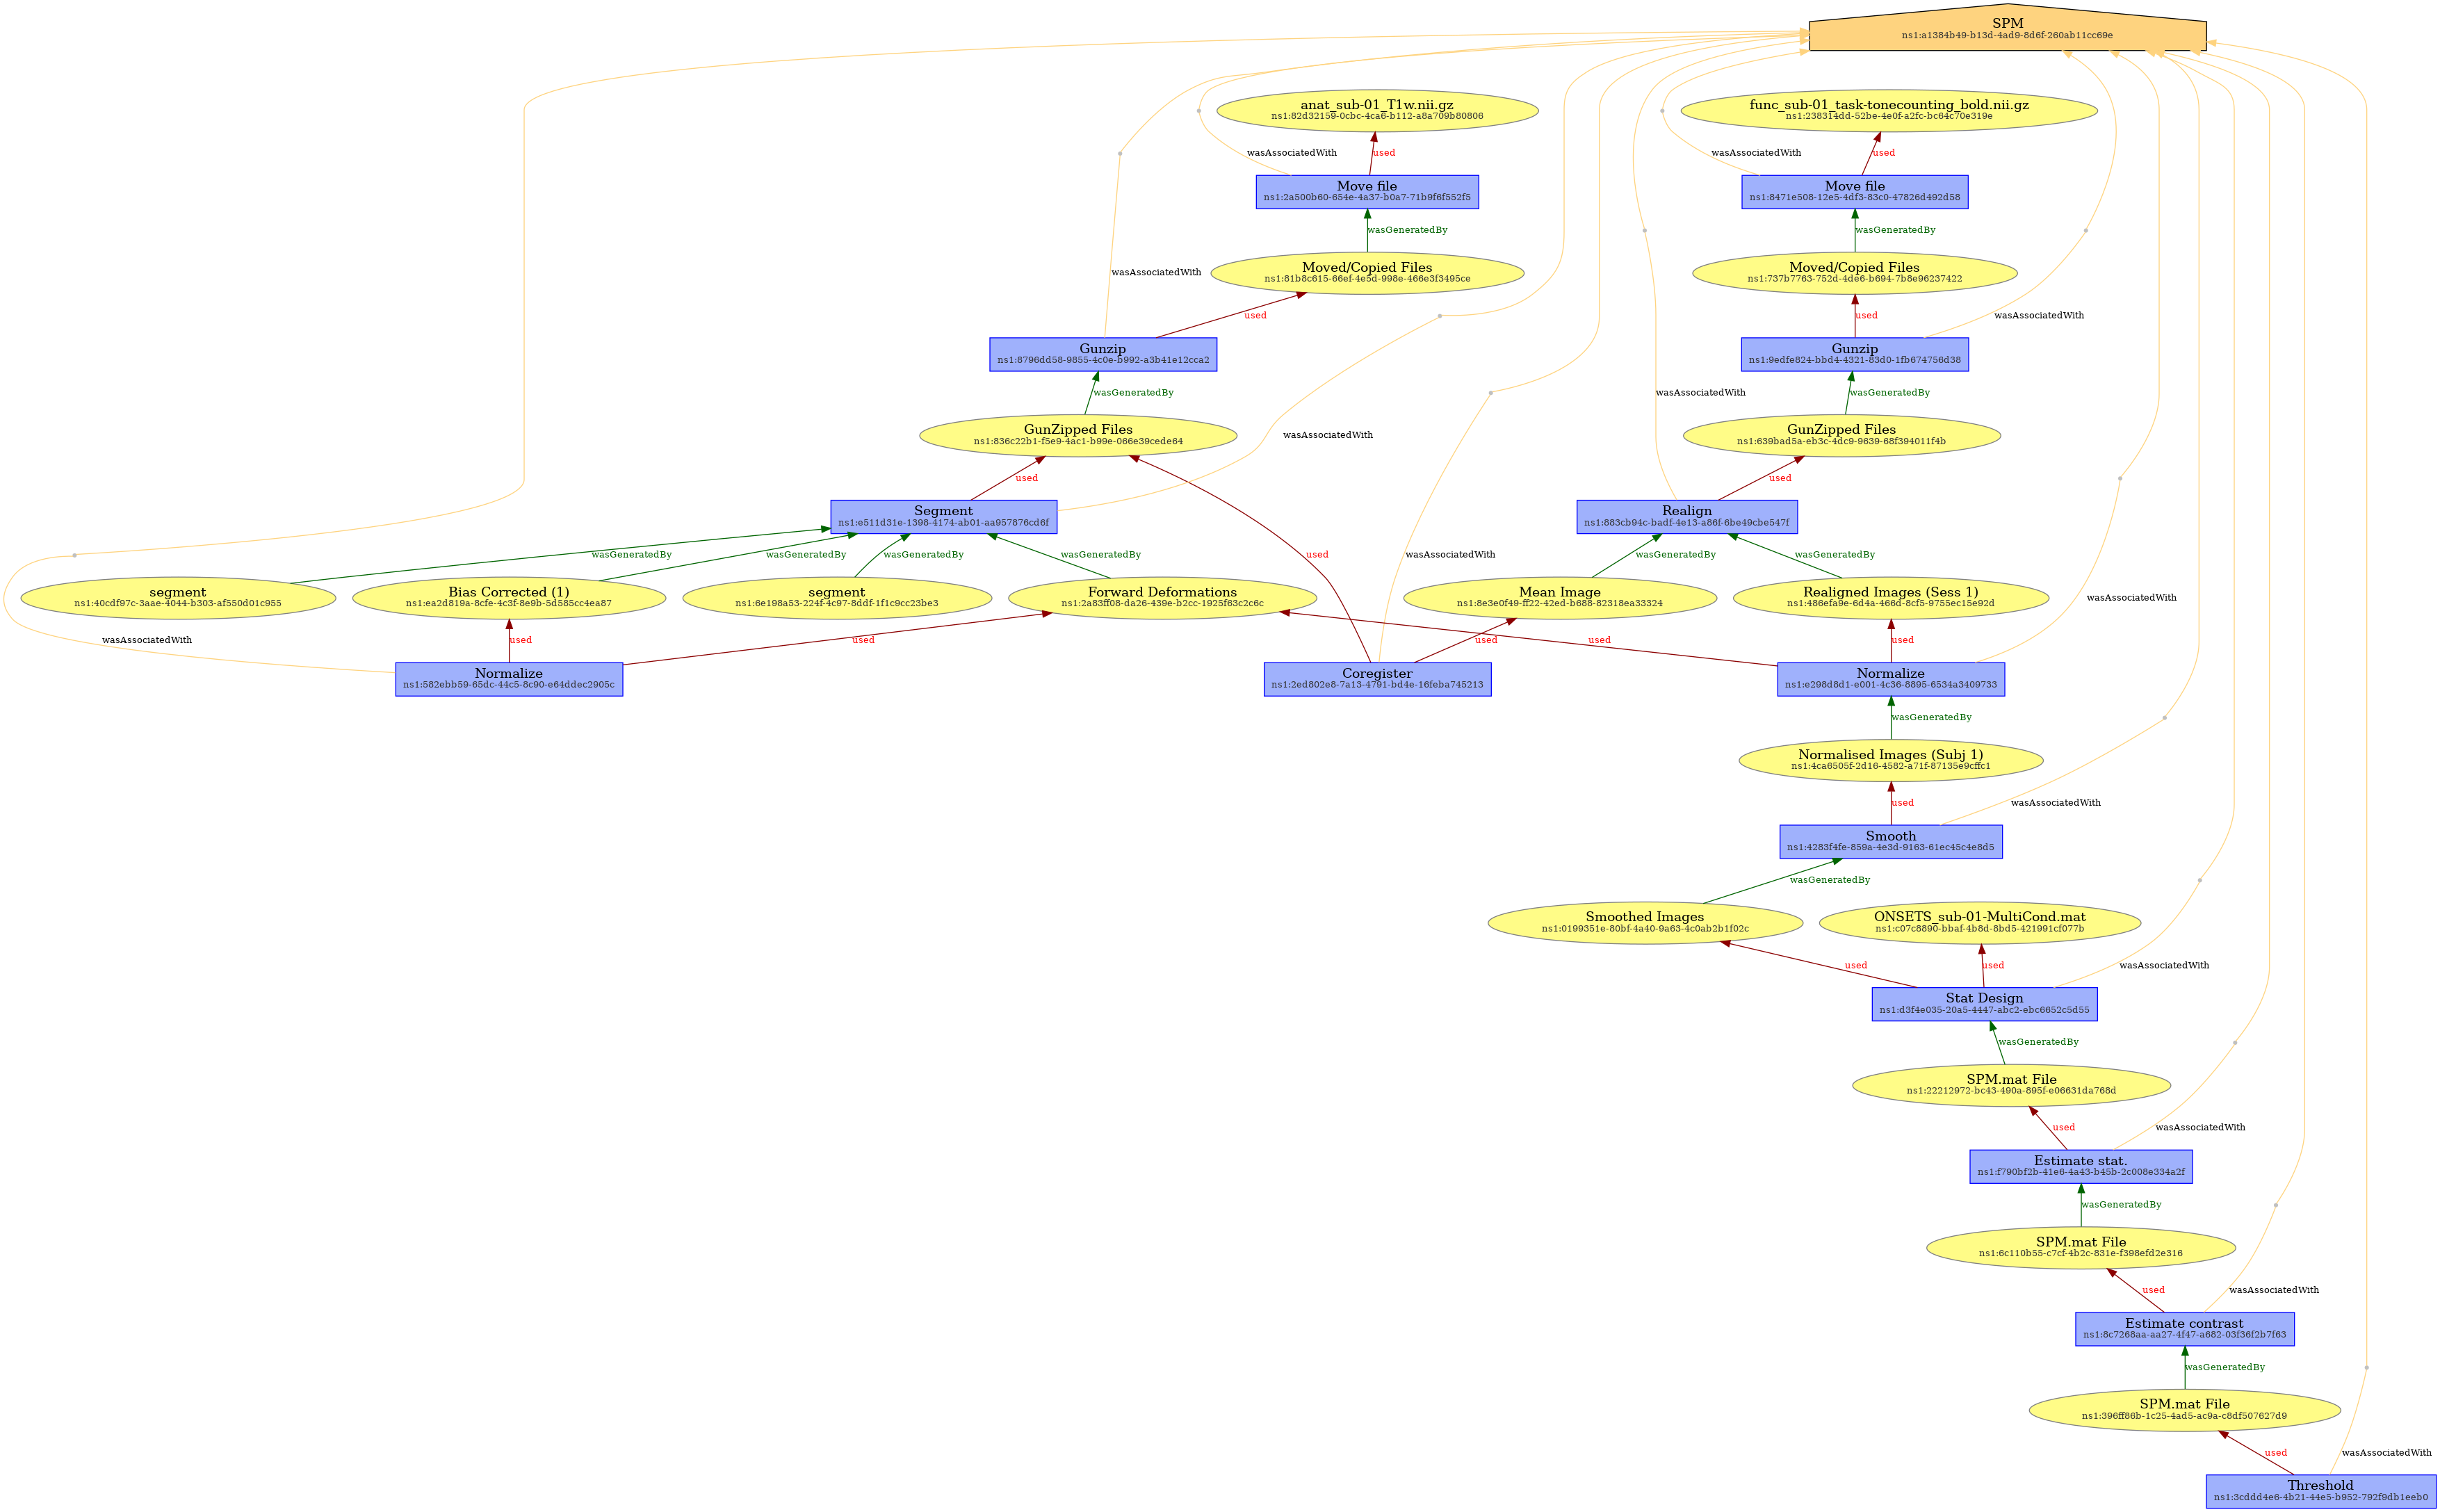 SPM
ns1:a1384b49-b13d-4ad9-8d6f-260ab11cc69e
anat_sub-01_T1w.nii.gz
ns1:82d32159-0cbc-4ca6-b112-a8a709b80806
func_sub-01_task-tonecounting_bold.nii.gz
ns1:238314dd-52be-4e0f-a2fc-bc64c70e319e
wasAssociatedWith
used
wasAssociatedWith
used
Move file
ns1:2a500b60-654e-4a37-b0a7-71b9f6f552f5
Move file
ns1:8471e508-12e5-4df3-83c0-47826d492d58
wasGeneratedBy
wasGeneratedBy
wasAssociatedWith
Moved/Copied Files
ns1:81b8c615-66ef-4e5d-998e-466e3f3495ce
Moved/Copied Files
ns1:737b7763-752d-4de6-b694-7b8e96237422
used
used
wasAssociatedWith
Gunzip
ns1:8796dd58-9855-4c0e-b992-a3b41e12cca2
Gunzip
ns1:9edfe824-bbd4-4321-83d0-1fb674756d38
wasGeneratedBy
wasAssociatedWith
wasGeneratedBy
GunZipped Files
ns1:836c22b1-f5e9-4ac1-b99e-066e39cede64
wasAssociatedWith
GunZipped Files
ns1:639bad5a-eb3c-4dc9-9639-68f394011f4b
used
used
Segment
ns1:e511d31e-1398-4174-ab01-aa957876cd6f
Realign
ns1:883cb94c-badf-4e13-a86f-6be49cbe547f
wasGeneratedBy
wasGeneratedBy
wasGeneratedBy
wasGeneratedBy
used
wasAssociatedWith
wasGeneratedBy
wasGeneratedBy
segment
ns1:40cdf97c-3aae-4044-b303-af550d01c955
Bias Corrected (1)
ns1:ea2d819a-8cfe-4c3f-8e9b-5d585cc4ea87
segment
ns1:6e198a53-224f-4c97-8ddf-1f1c9cc23be3
Forward Deformations
ns1:2a83ff08-da26-439e-b2cc-1925f63c2c6c
Mean Image
ns1:8e3e0f49-ff22-42ed-b688-82318ea33324
Realigned Images (Sess 1)
ns1:486efa9e-6d4a-466d-8cf5-9755ec15e92d
wasAssociatedWith
wasAssociatedWith
used
used
used
used
used
Normalize
ns1:582ebb59-65dc-44c5-8c90-e64ddec2905c
Coregister
ns1:2ed802e8-7a13-4791-bd4e-16feba745213
Normalize
ns1:e298d8d1-e001-4c36-8895-6534a3409733
wasGeneratedBy
Normalised Images (Subj 1)
ns1:4ca6505f-2d16-4582-a71f-87135e9cffc1
used
wasAssociatedWith
Smooth
ns1:4283f4fe-859a-4e3d-9163-61ec45c4e8d5
wasGeneratedBy
Smoothed Images
ns1:0199351e-80bf-4a40-9a63-4c0ab2b1f02c
ONSETS_sub-01-MultiCond.mat
ns1:c07c8890-bbaf-4b8d-8bd5-421991cf077b
used
used
wasAssociatedWith
Stat Design
ns1:d3f4e035-20a5-4447-abc2-ebc6652c5d55
wasGeneratedBy
SPM.mat File
ns1:22212972-bc43-490a-895f-e06631da768d
used
wasAssociatedWith
Estimate stat.
ns1:f790bf2b-41e6-4a43-b45b-2c008e334a2f
wasGeneratedBy
SPM.mat File
ns1:6c110b55-c7cf-4b2c-831e-f398efd2e316
used
wasAssociatedWith
Estimate contrast
ns1:8c7268aa-aa27-4f47-a682-03f36f2b7f63
wasGeneratedBy
SPM.mat File
ns1:396ff86b-1c25-4ad5-ac9a-c8df507627d9
used
wasAssociatedWith
Threshold
ns1:3cddd4e6-4b21-44e5-b952-792f9db1eeb0